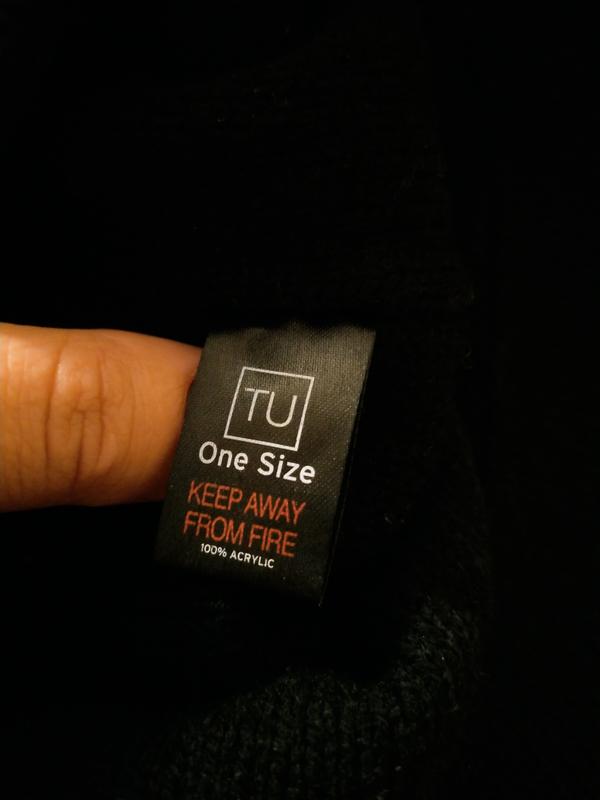 TU
One Size
KEEP AWAY
FROM FIRE
100% ACRYLIC